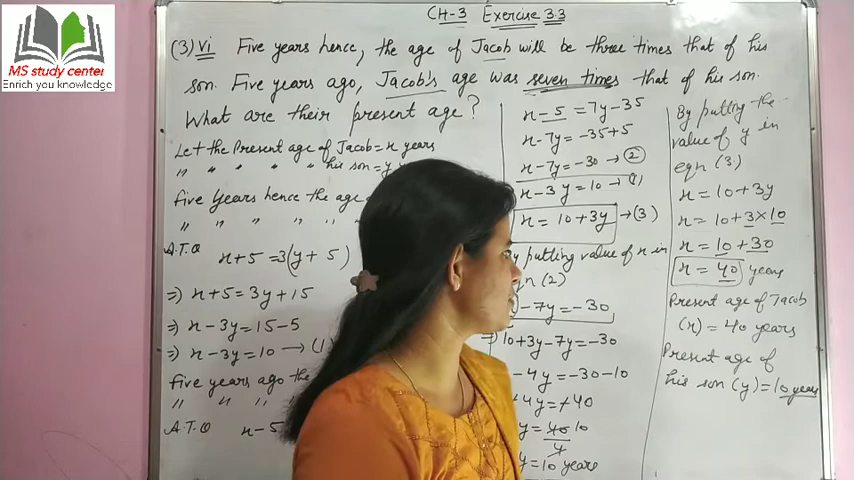 MS study center
Enrich you knowledge
CH-3 Exercise 3.3
(3) vi Five years hence, the age of Jacob will be three times that of his
son. Five years ago, Jacob's age was seven times that of his son.
What are their present age?
Let the Present age of Jacob = x years
" " " " his son = y
five years hence the age
" " " " "
A.T.Q x+5 = 3(y+5)
⇒ x+5 = 3y+15
⇒ x-3y = 15-5
⇒ x-3y = 10 → (1)
five years ago the
" " " "
A.T.Q x-5
x-5 = 7y-35
x-7y = -35+5
x-7y = -30 → (2)
x-3y = 10 → (1)
x = 10+3y → (3)
By putting value of x in
eqn (2)
-7y = -30
⇒ 10+3y-7y = -30
-4y = -30-10
+4y = +40
y = 40 10
4
y = 10 years
By putting the
value of y in
eqn (3)
x = 10+3y
x = 10+3×10
x = 10+30
x = 40 years
Present age of Jacob
(x) = 40 years
Present age of
his son (y) = 10 years